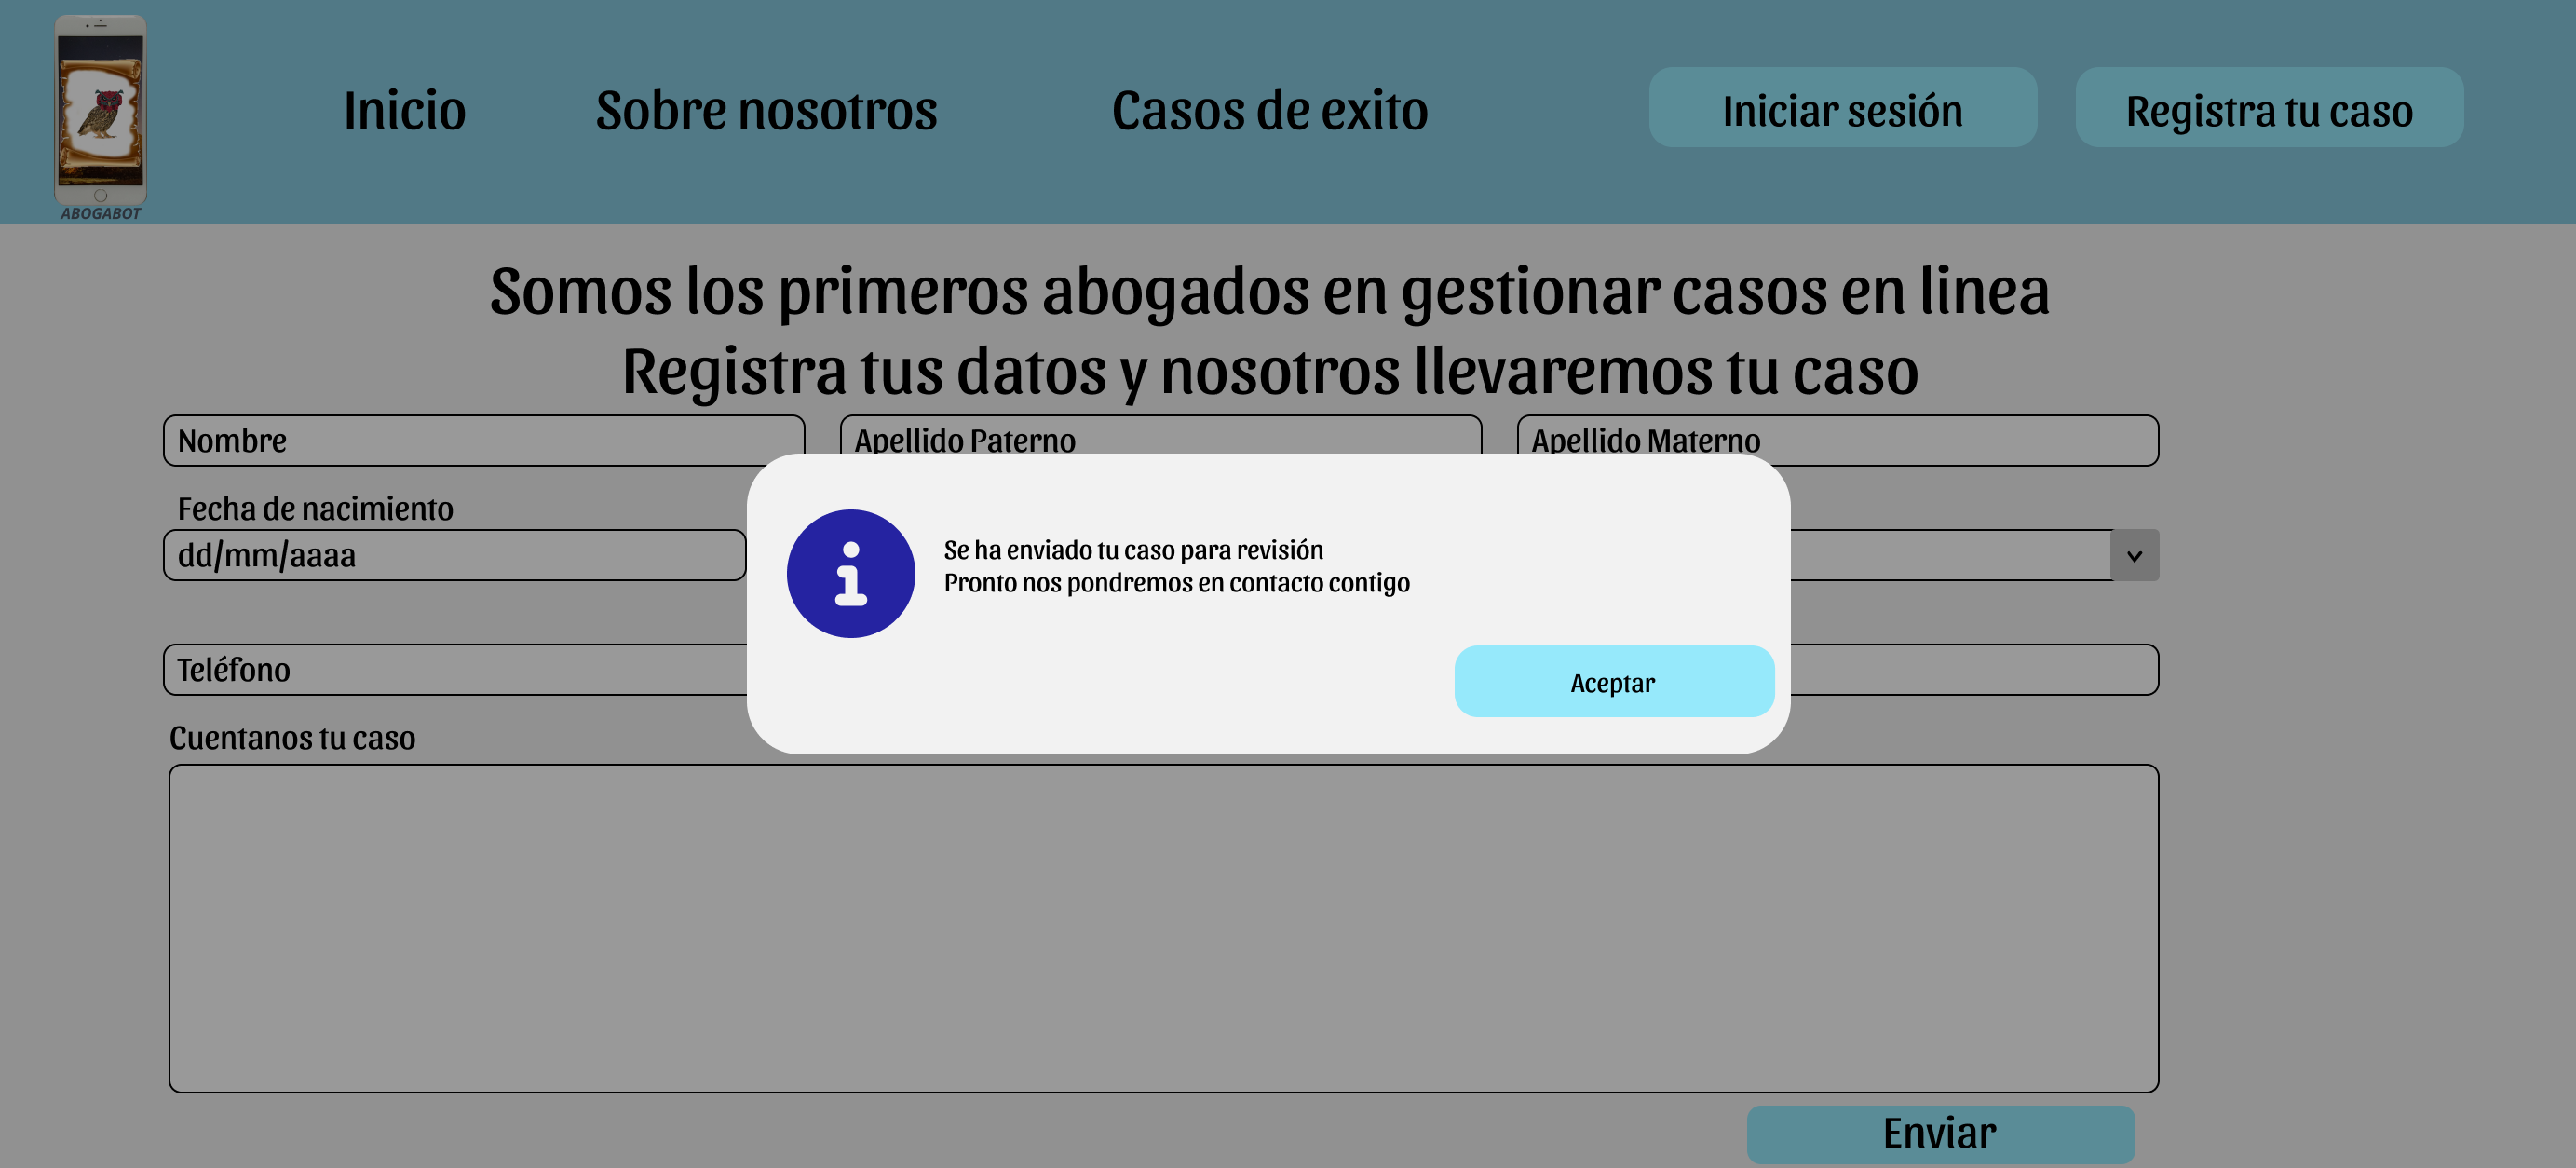 ABOGABOT
Inicio
Sobre nosotros
Casos de exito
Iniciar sesión
Registra tu caso
Somos los primeros abogados en gestionar casos en linea
Registra tus datos y nosotros llevaremos tu caso
Nombre
Apellido Paterno
Apellido Materno
Fecha de nacimiento
dd/mm/aaaa
Se ha enviado tu caso para revisión
Pronto nos pondremos en contacto contigo
Teléfono
Aceptar
Cuentanos tu caso
Enviar